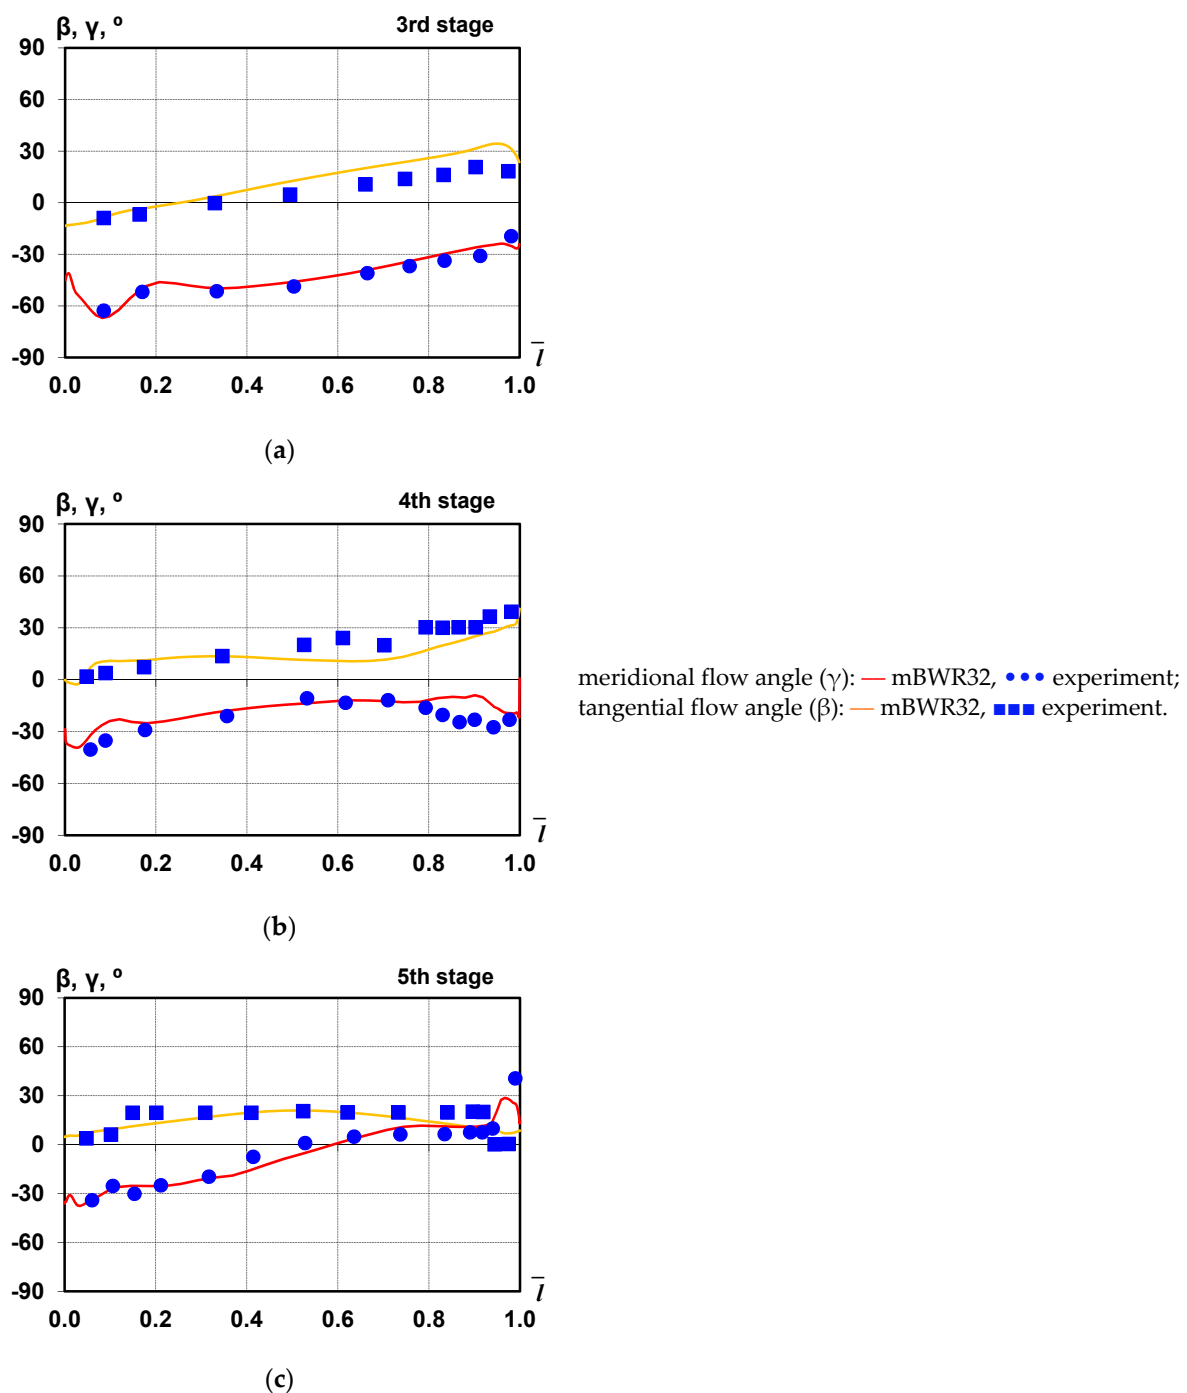 β, γ, º 3rd stage
90
60
30
0
-30
-60
-90
l̅
0.0 0.2 0.4 0.6 0.8 1.0
(a)
β, γ, º 4th stage
90
60
30
0
-30
-60
-90
l̅
0.0 0.2 0.4 0.6 0.8 1.0
(b)
meridional flow angle (γ): — mBWR32, ••• experiment;
tangential flow angle (β): — mBWR32, ■■■ experiment.
β, γ, º 5th stage
90
60
30
0
-30
-60
-90
l̅
0.0 0.2 0.4 0.6 0.8 1.0
(c)